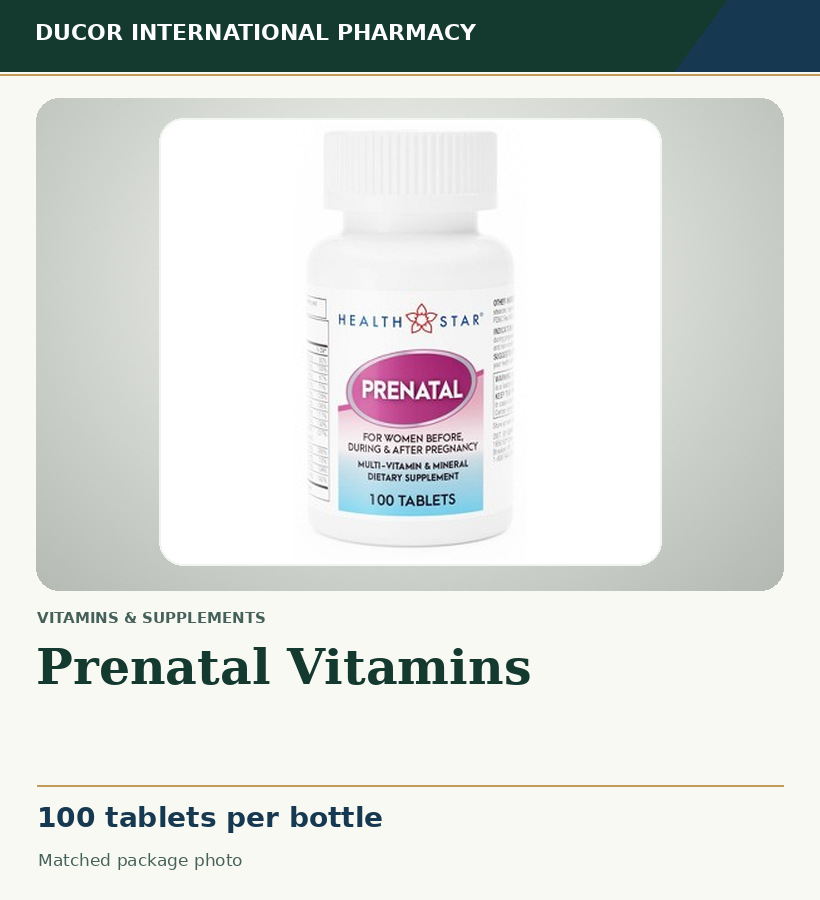 DUCOR INTERNATIONAL PHARMACY
HEALTH STAR
PRENATAL
FOR WOMEN BEFORE,
DURING & AFTER PREGNANCY
MULTI-VITAMIN & MINERAL
DIETARY SUPPLEMENT
100 TABLETS
VITAMINS & SUPPLEMENTS
Prenatal Vitamins
100 tablets per bottle
Matched package photo